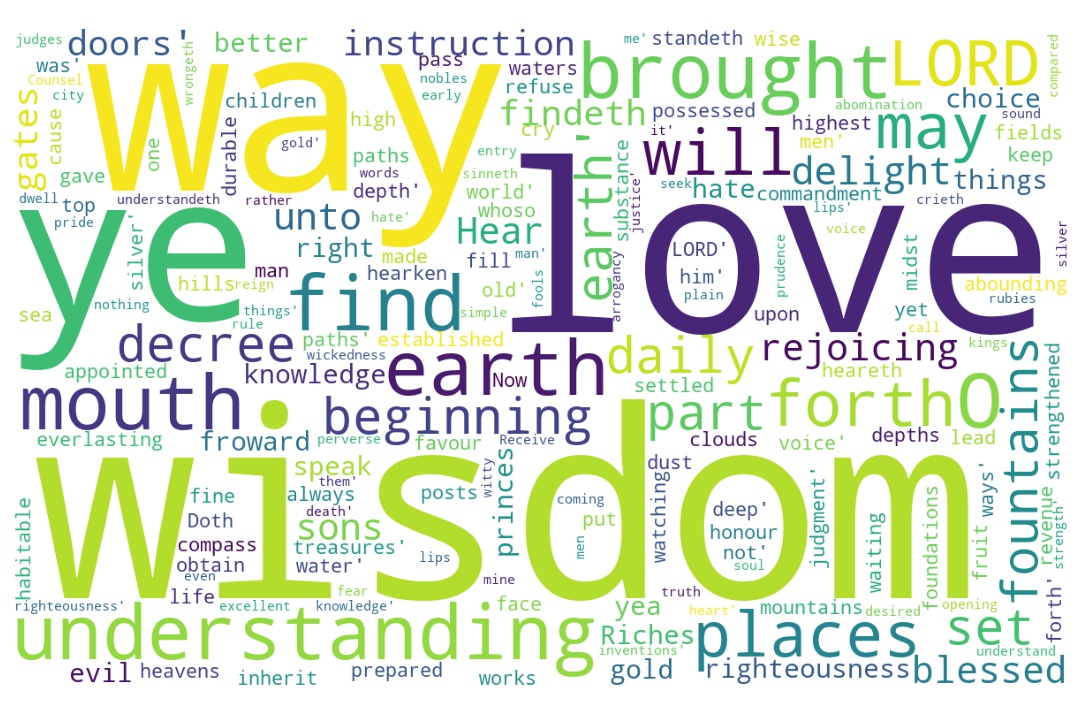 judges
doors'
better
instruction
brought
me'
standeth
wise
LORD
compared
was'
Counsel
city
wrongeth
way
pass
nobles
early
waters
refuse
findeth
possessed
abomination
choice
sound
gates
cause
children
one
gave
durable
gold'
high
paths
words
depth'
cry
entry
sinneth
earth'
substance
justice'
it'
will
highest
men'
may
fields
keep
hate
delight
things
seek
commandment
lips'
crieth
dwell
top
pride
understandeth
rather
unto
hate'
world'
whoso
Hear
ye
silver'
love
LORD'
him'
plain
prudence
voice
midst
silver
right
made
man'
fill
hearken
man
hills
reign
nothing
things'
rule
find
old'
simple
fools
arrogancy
upon
yet
call
abounding
rubies
kings
sea
decree
paths'
established
wickedness
knowledge
appointed
earth
Now
daily
settled
rejoicing
heareth
fountains
strengthened
mouth
beginning
part
forth
O
everlasting
froward
perverse
favour
Receive
clouds
voice'
depths
lead
wisdom
speak
them'
always
death'
sons
treasures'
water'
posts
lips
witty
princes
coming
men
put
dust
watching
deep'
honour
not'
soul
judgment'
waiting
foundations
fruit
ways'
revenue
strength'
habitable
fine
Doth
compass
obtain
even
life
righteousness'
excellent
fear
knowledge'
mine
face
truth
yea
heart'
mountains
desired
opening
forth'
understanding
Riches
inventions'
places
set
understand
evil
heavens
inherit
prepared
works
gold
righteousness
blessed